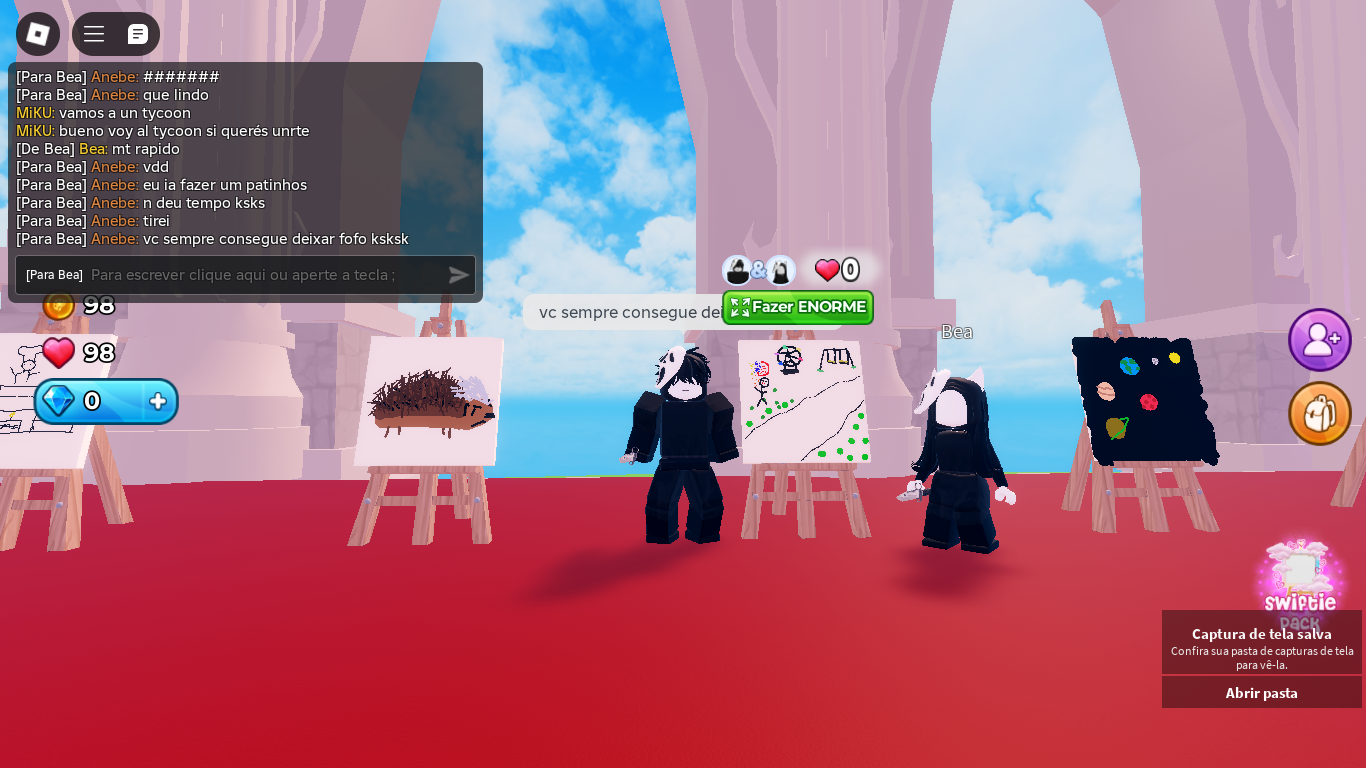 [Para Bea] Anebe: #######
[Para Bea] Anebe: que lindo
MiKU: vamos a un tycoon
MiKU: bueno voy al tycoon si querés unrte
[De Bea] Bea: mt rapido
[Para Bea] Anebe: vdd
[Para Bea] Anebe: eu ia fazer um patinhos
[Para Bea] Anebe: n deu tempo ksks
[Para Bea] Anebe: tirei
[Para Bea] Anebe: vc sempre consegue deixar fofo ksksk
[Para Bea] Para escrever clique aqui ou aperte a tecla ;
98
98
0
&
0
vc sempre consegue dei
Fazer ENORME
Bea
swiftie
PACK
Captura de tela salva
Confira sua pasta de capturas de tela
para vê-la.
Abrir pasta